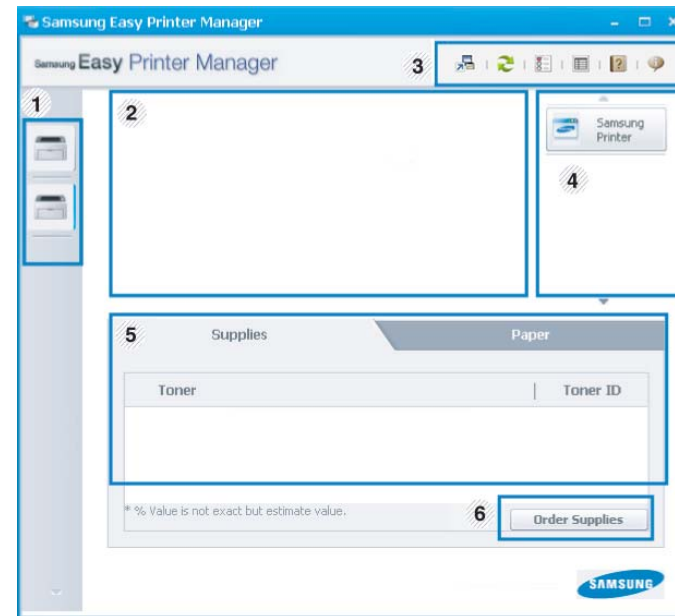 Samsung Easy Printer Manager
Samsung Easy Printer Manager
3
1
2
Samsung Printer
4
5
Supplies
Paper
Toner
Toner ID
* % Value is not exact but estimate value.
6
Order Supplies
SAMSUNG